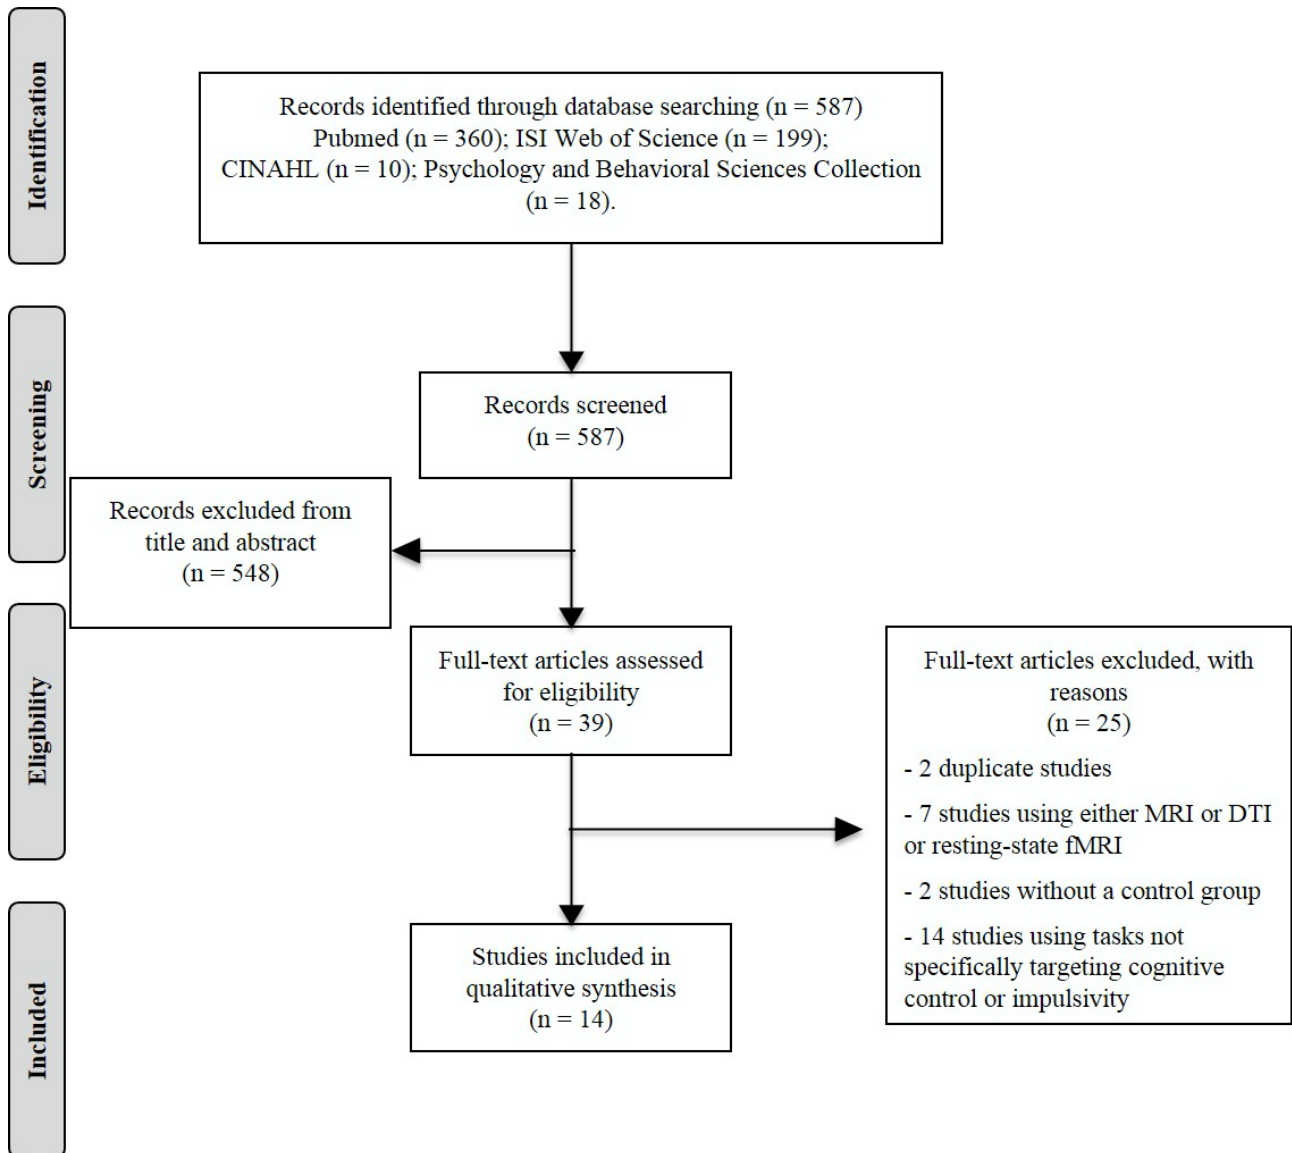 Identification
Records identified through database searching (n = 587)
Pubmed (n = 360); ISI Web of Science (n = 199);
CINAHL (n = 10); Psychology and Behavioral Sciences Collection
(n = 18).
Screening
Records screened
(n = 587)
Records excluded from
title and abstract
(n = 548)
Eligibility
Full-text articles assessed
for eligibility
(n = 39)
Full-text articles excluded, with
reasons
(n = 25)
- 2 duplicate studies
- 7 studies using either MRI or DTI
or resting-state fMRI
- 2 studies without a control group
- 14 studies using tasks not
specifically targeting cognitive
control or impulsivity
Included
Studies included in
qualitative synthesis
(n = 14)